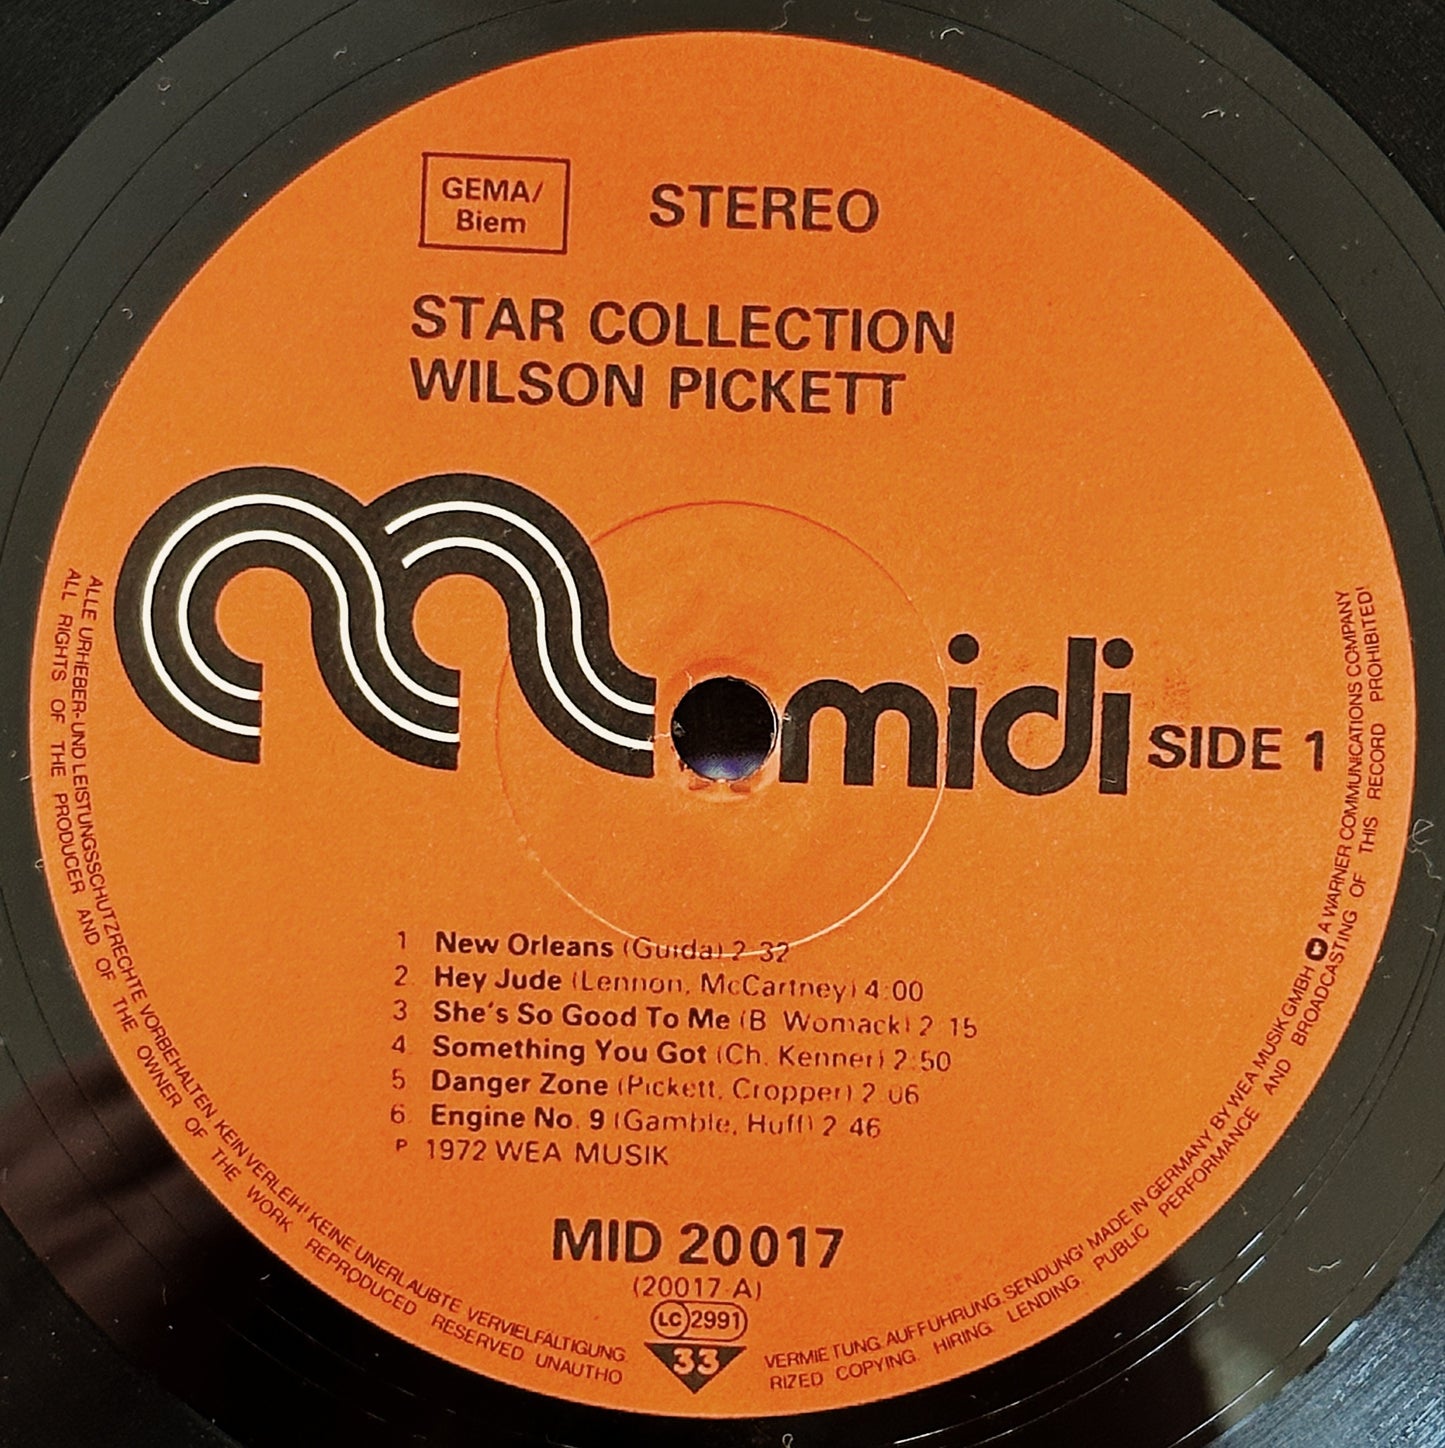 GEMA/
Biem
STEREO
STAR COLLECTION
WILSON PICKETT
midi
SIDE 1
1 New Orleans (Guida) 2:32
2 Hey Jude (Lennon, McCartney) 4:00
3 She's So Good To Me (B. Womack) 2:15
4 Something You Got (Ch. Kenner) 2:50
5 Danger Zone (Pickett, Cropper) 2:06
6 Engine No. 9 (Gamble, Huff) 2:46
P 1972 WEA MUSIK
MID 20017
(20017-A)
LC 2991
33
ALLE URHEBER- UND LEISTUNGSSCHUTZRECHTE VORBEHALTEN KEIN VERLEIH! KEINE UNERLAUBTE VERVIELFÄLTIGUNG. VERMIETUNG. AUFFÜHRUNG. SENDUNG! MADE IN GERMANY. BY WEA MUSIK GMBH A WARNER COMMUNICATIONS COMPANY
ALL RIGHTS OF THE PRODUCER AND OF THE OWNER OF THE WORK REPRODUCED RESERVED UNAUTHORIZED COPYING. HIRING. LENDING. PUBLIC PERFORMANCE AND BROADCASTING OF THIS RECORD PROHIBITED!